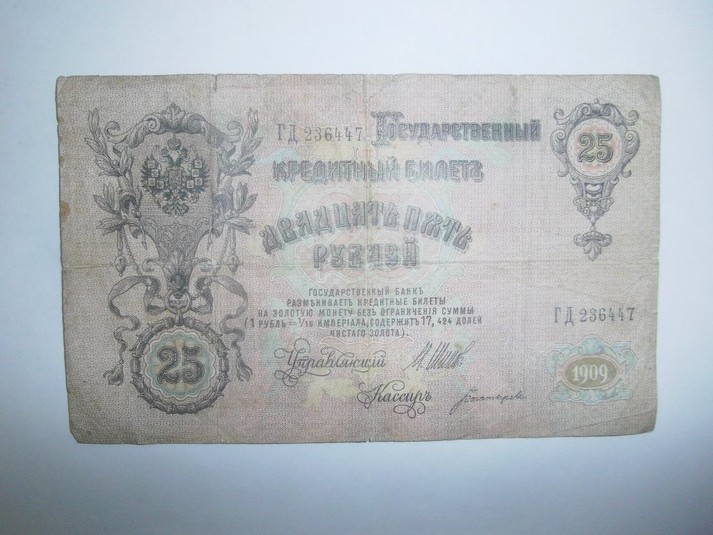 ГД 236447 Государственный
Кредитный Билетъ
25
Двадцать пять
рублей
Государственный Банкъ
размѣниваетъ кредитные билеты
на золотую монету безъ ограниченія суммы
(1 рубль = 1/15 имперіала, содержитъ 17,424 долей
чистаго золота).
ГД 236447
25
Управляющій
1909
Кассиръ